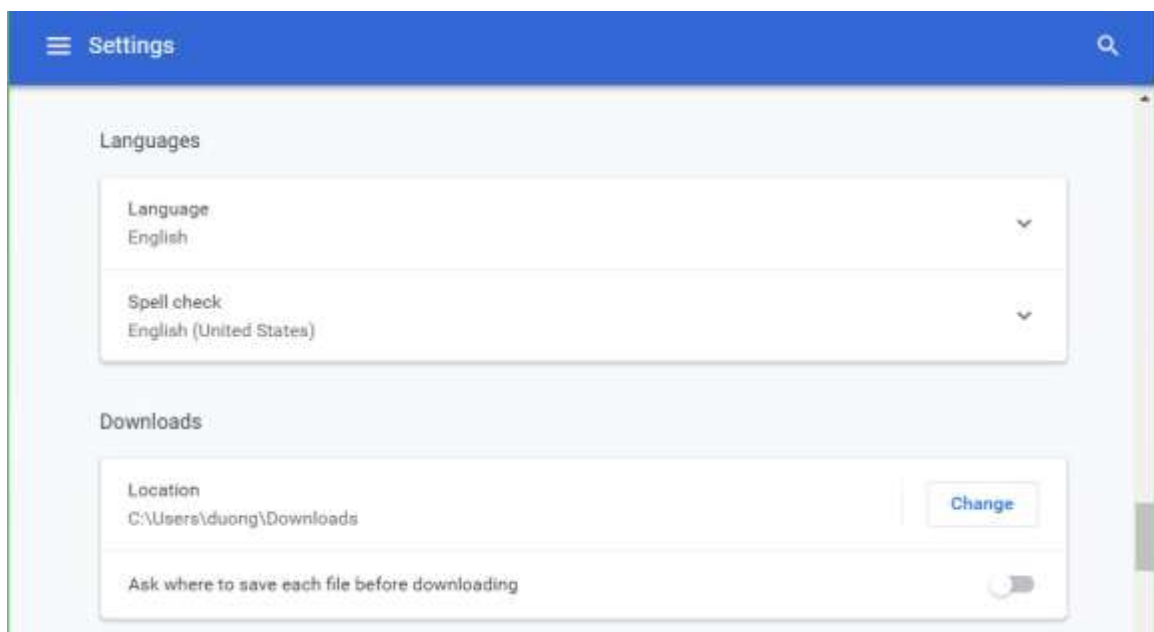 Settings
Languages
Language
English
Spell check
English (United States)
Downloads
Location
C:\Users\duong\Downloads
Change
Ask where to save each file before downloading